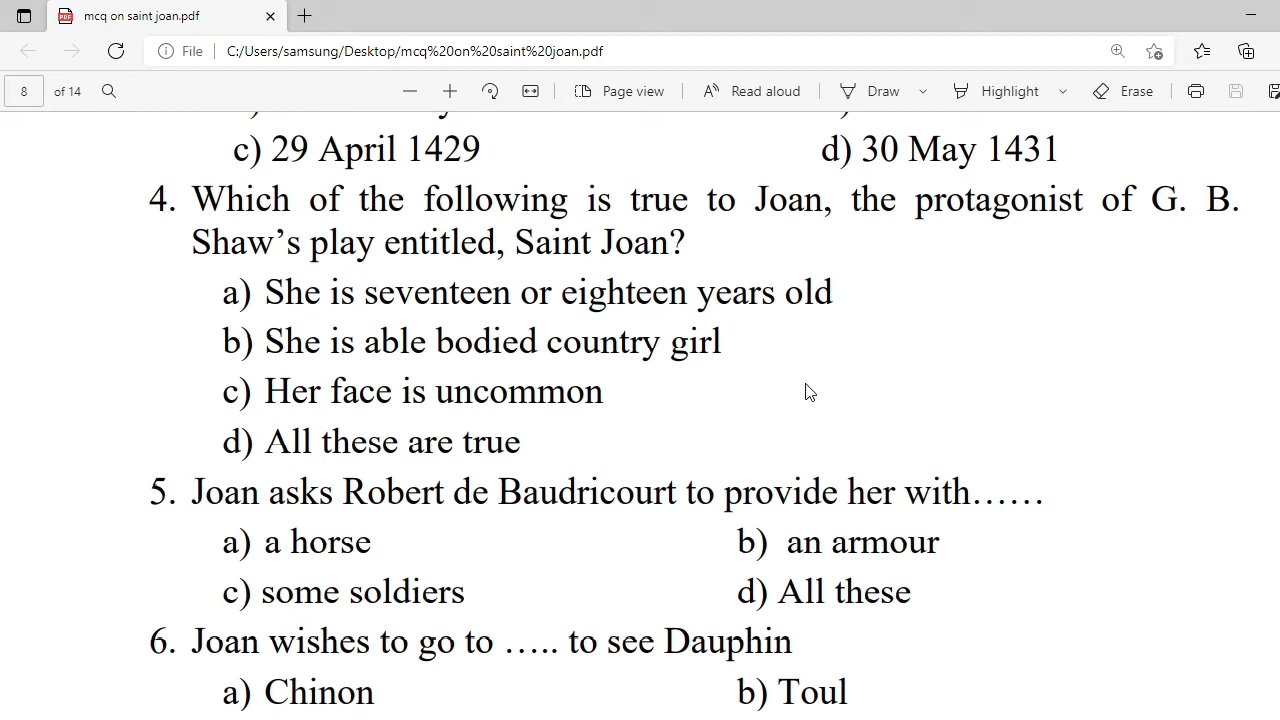 mcq on saint joan.pdf
File C:/Users/samsung/Desktop/mcq%20on%20saint%20joan.pdf
8 of 14 Page view Read aloud Draw Highlight Erase
c) 29 April 1429 d) 30 May 1431
4. Which of the following is true to Joan, the protagonist of G. B.
Shaw’s play entitled, Saint Joan?
a) She is seventeen or eighteen years old
b) She is able bodied country girl
c) Her face is uncommon
d) All these are true
5. Joan asks Robert de Baudricourt to provide her with……
a) a horse b) an armour
c) some soldiers d) All these
6. Joan wishes to go to ….. to see Dauphin
a) Chinon b) Toul